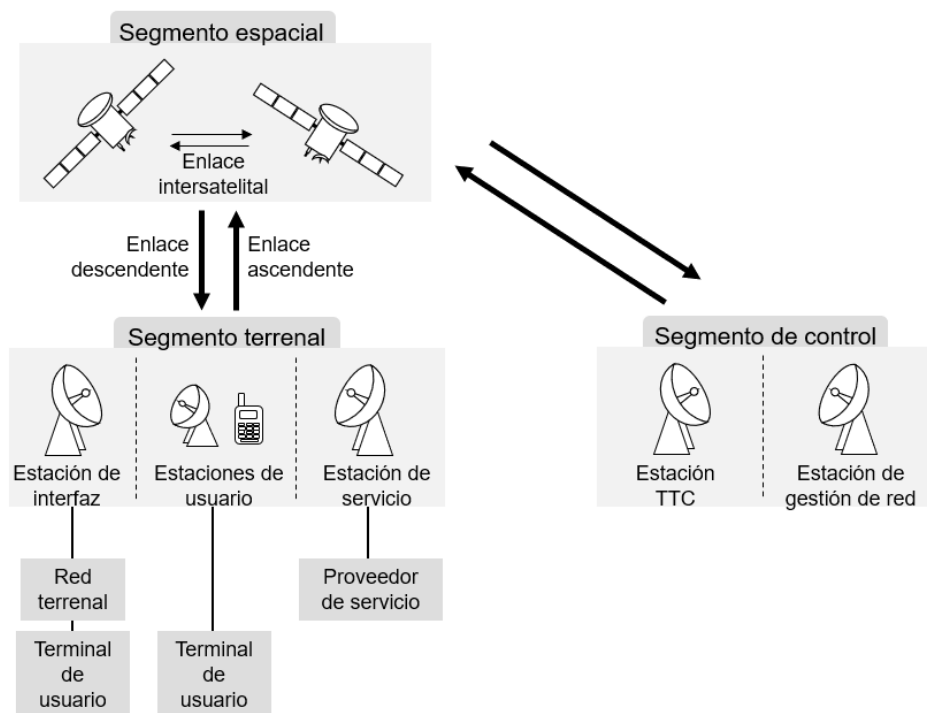 Segmento espacial
Enlace
intersatelital
Enlace
descendente
Enlace
ascendente
Segmento terrenal
Estación de
interfaz
Estaciones de
usuario
Estación de
servicio
Red
terrenal
Terminal
de
usuario
Terminal
de
usuario
Proveedor
de servicio
Segmento de control
Estación
TTC
Estación de
gestión de red